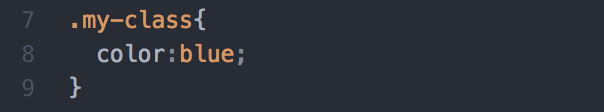 7 .my-class{
8   color:blue;
9 }